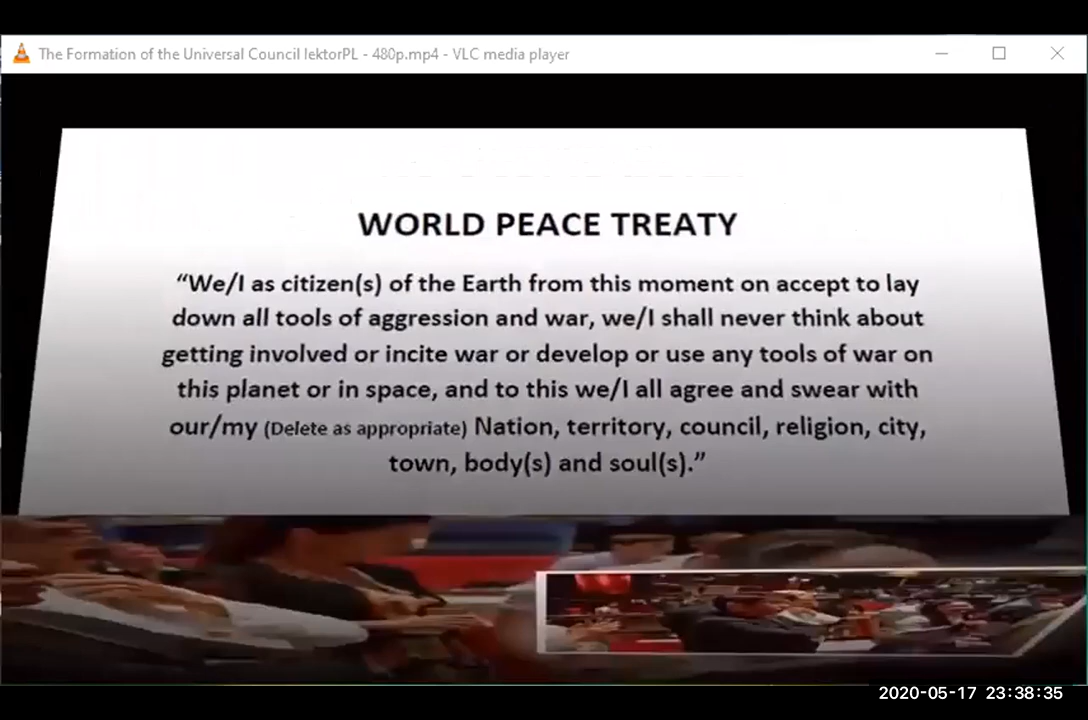 The Formation of the Universal Council lektorPL - 480p.mp4 - VLC media player
WORLD PEACE TREATY
“We/I as citizen(s) of the Earth from this moment on accept to lay
down all tools of aggression and war, we/I shall never think about
getting involved or incite war or develop or use any tools of war on
this planet or in space, and to this we/I all agree and swear with
our/my (Delete as appropriate) Nation, territory, council, religion, city,
town, body(s) and soul(s).”
2020-05-17 23:38:35